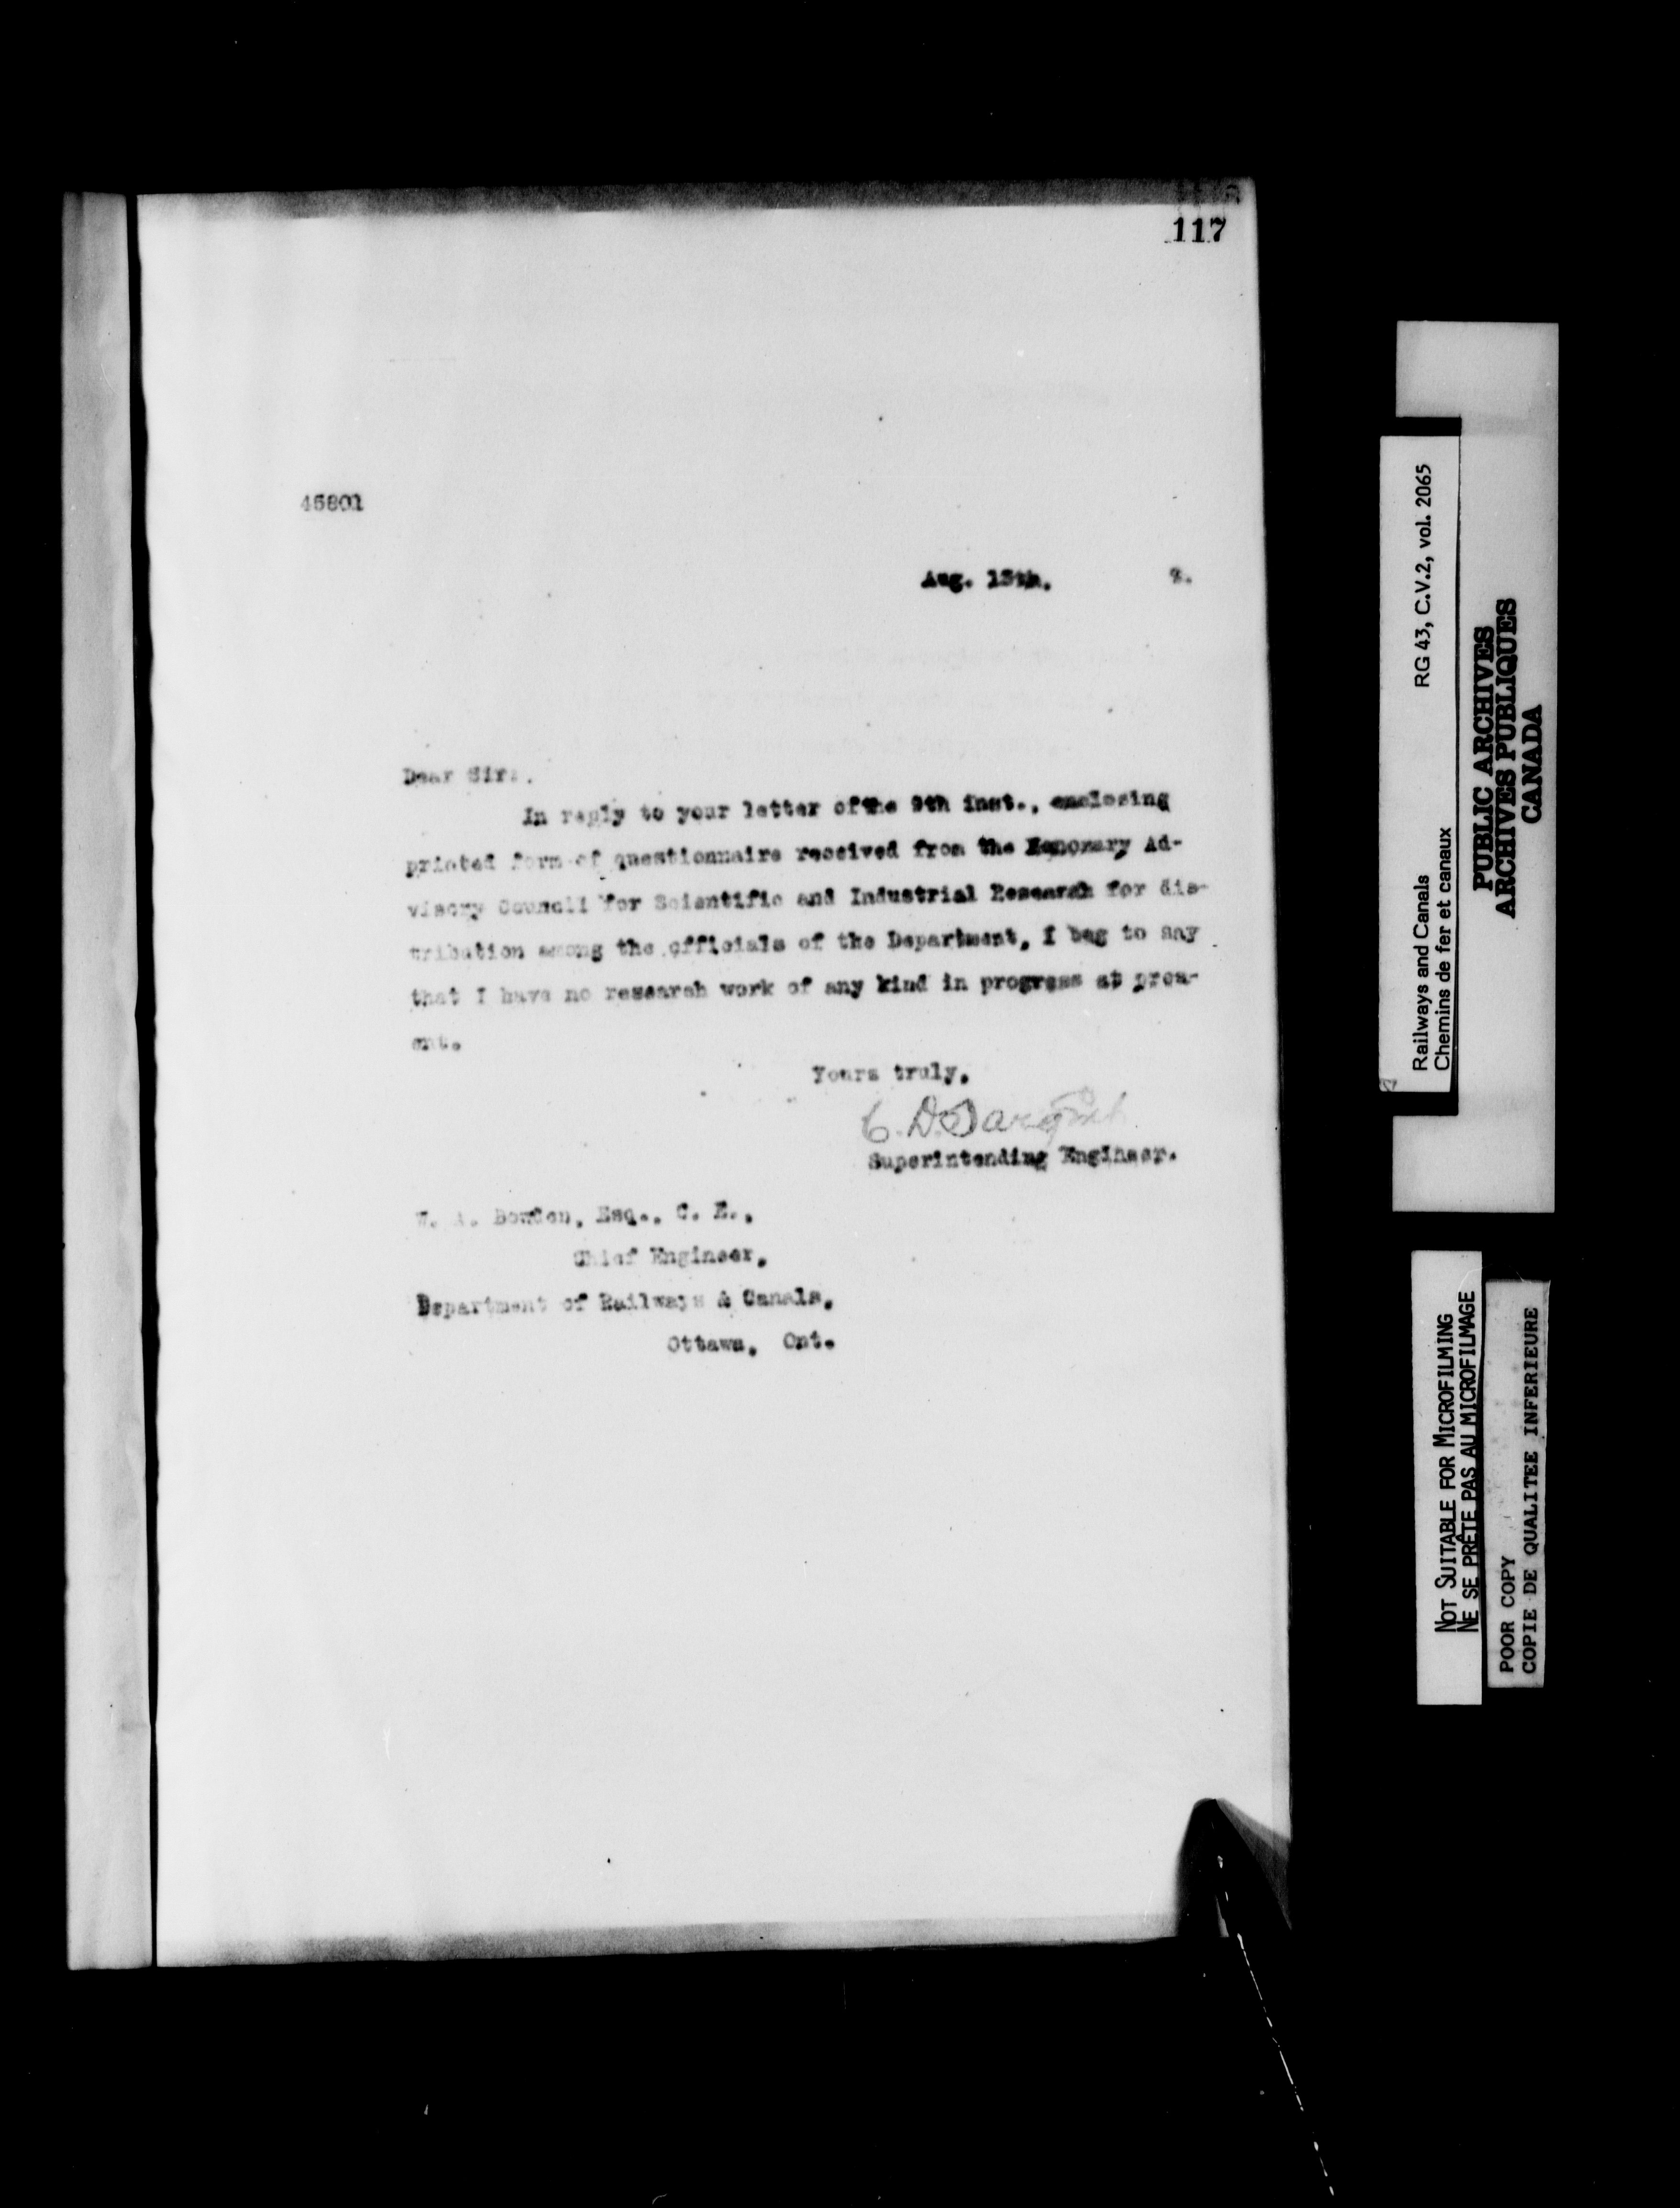 117
45801
Aug. 13th.
Dear Sir:
In reply to your letter of the 9th inst., enclosing
printed form of questionnaire received from the Honorary Ad-
visory Council for Scientific and Industrial Research for dis-
tribution among the officials of the Department, I beg to say
that I have no research work of any kind in progress at pres-
ent.
Yours truly,
C. D. Sargent
Superintending Engineer.
W. A. Bowden, Esq., C. E.,
Chief Engineer,
Department of Railways & Canals,
Ottawa, Ont.
Railways and Canals RG 43, C.V.2, vol. 2065
Chemins de fer et canaux
PUBLIC ARCHIVES
ARCHIVES PUBLIQUES
CANADA
NOT SUITABLE FOR MICROFILMING
NE SE PRÊTE PAS AU MICROFILMAGE
POOR COPY
COPIE DE QUALITEE INFERIEURE